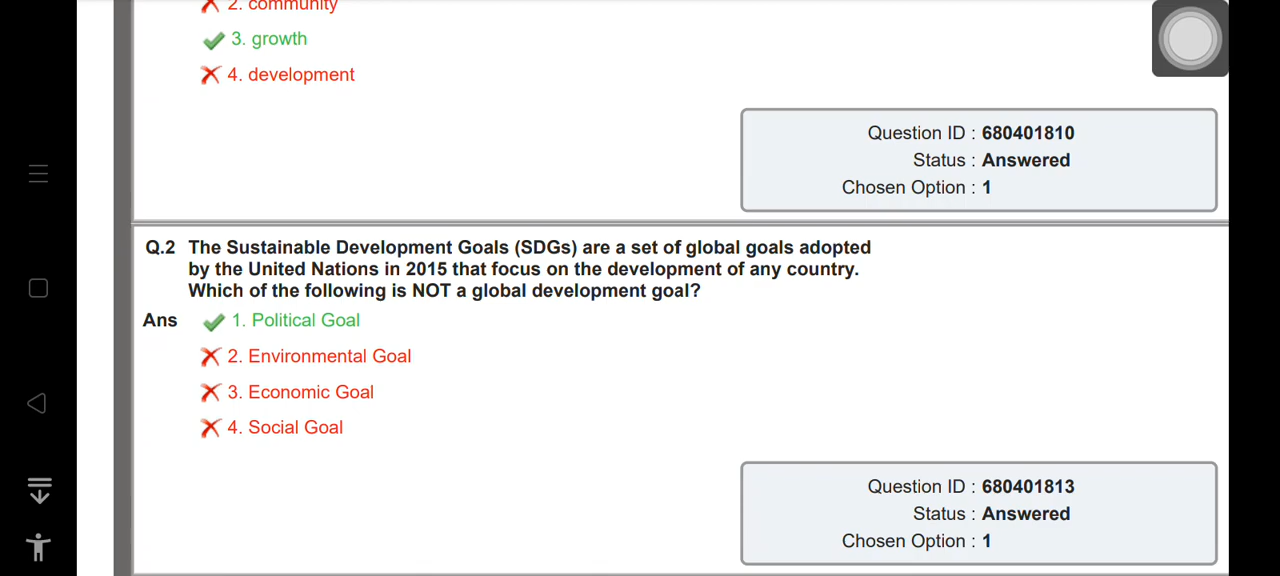 2. community
3. growth
4. development
Question ID : 680401810
Status : Answered
Chosen Option : 1
Q.2 The Sustainable Development Goals (SDGs) are a set of global goals adopted
by the United Nations in 2015 that focus on the development of any country.
Which of the following is NOT a global development goal?
Ans 1. Political Goal
2. Environmental Goal
3. Economic Goal
4. Social Goal
Question ID : 680401813
Status : Answered
Chosen Option : 1